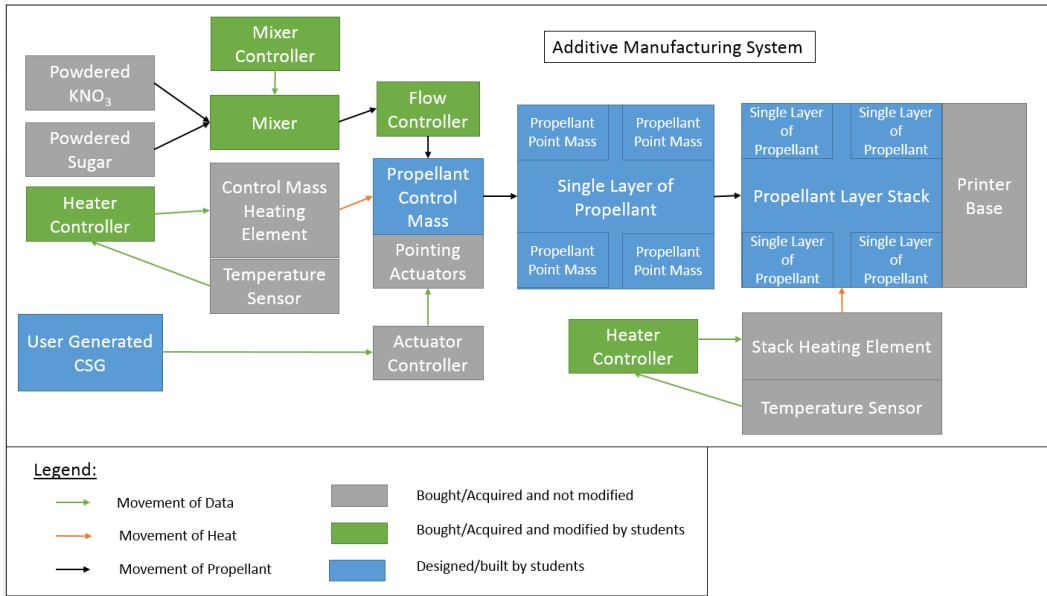 Additive Manufacturing System
Mixer
Controller
Powdered
KNO₃
Mixer
Flow
Controller
Powdered
Sugar
Heater
Controller
Control Mass
Heating
Element
Temperature
Sensor
Propellant
Control
Mass
Pointing
Actuators
User Generated
CSG
Actuator
Controller
Propellant
Point Mass
Propellant
Point Mass
Single Layer of
Propellant
Propellant
Point Mass
Propellant
Point Mass
Single Layer
of
Propellant
Single Layer
of
Propellant
Propellant Layer Stack
Single Layer
of
Propellant
Single Layer
of
Propellant
Printer
Base
Heater
Controller
Stack Heating Element
Temperature Sensor
Legend:
Movement of Data
Movement of Heat
Movement of Propellant
Bought/Acquired and not modified
Bought/Acquired and modified by students
Designed/built by students